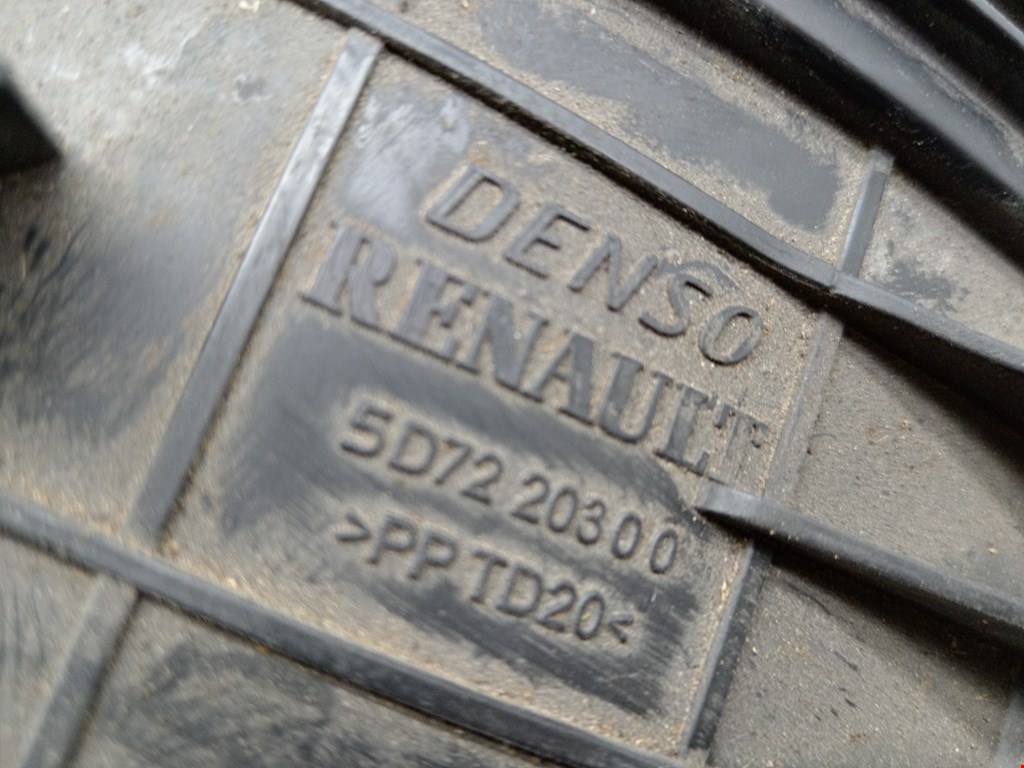 DENSO
RENAULT
5D72 20300
>PP TD20<